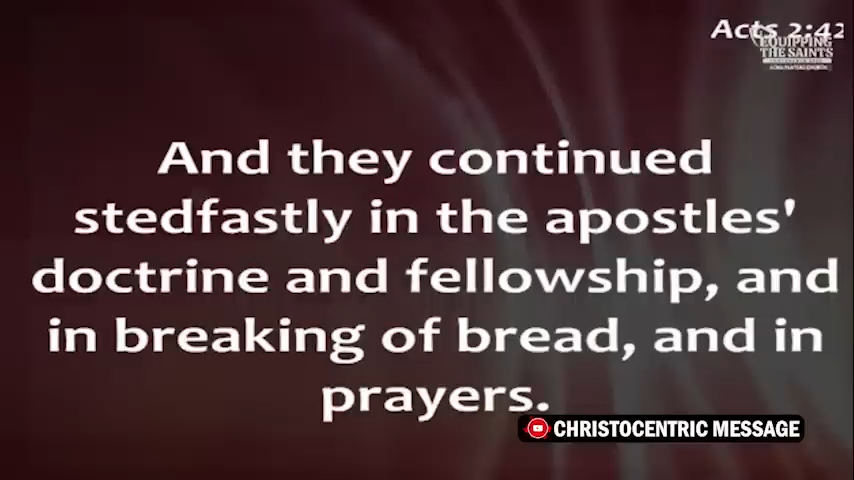 Acts 2:42
EQUIPPING
THE SAINTS
And they continued
stedfastly in the apostles'
doctrine and fellowship, and
in breaking of bread, and in
prayers.
CHRISTOCENTRIC MESSAGE